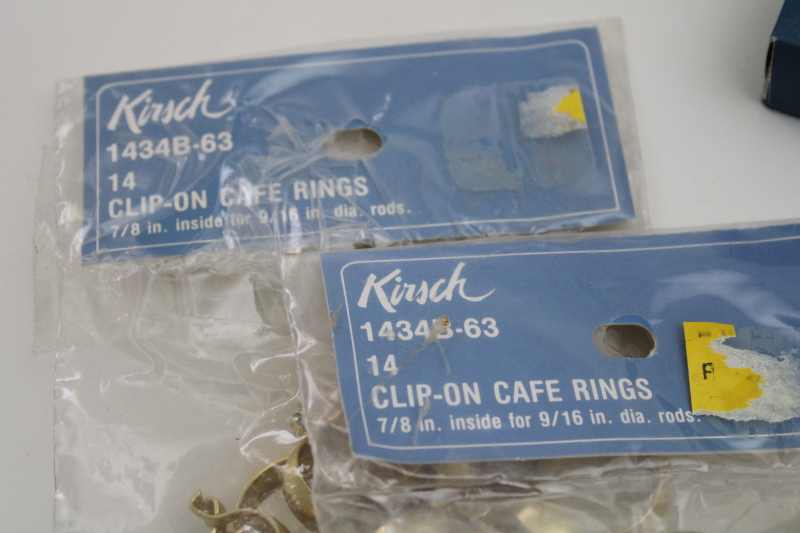 Kirsch
1434B-63
14
CLIP-ON CAFE RINGS
7/8 in. inside for 9/16 in. dia. rods.
Kirsch
1434B-63
14
CLIP-ON CAFE RINGS
7/8 in. inside for 9/16 in. dia. rods.